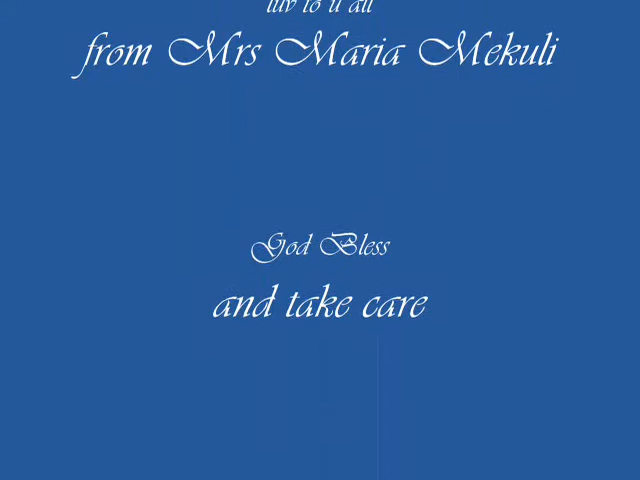 luv to u all
from Mrs Maria Mekuli
God Bless
and take care